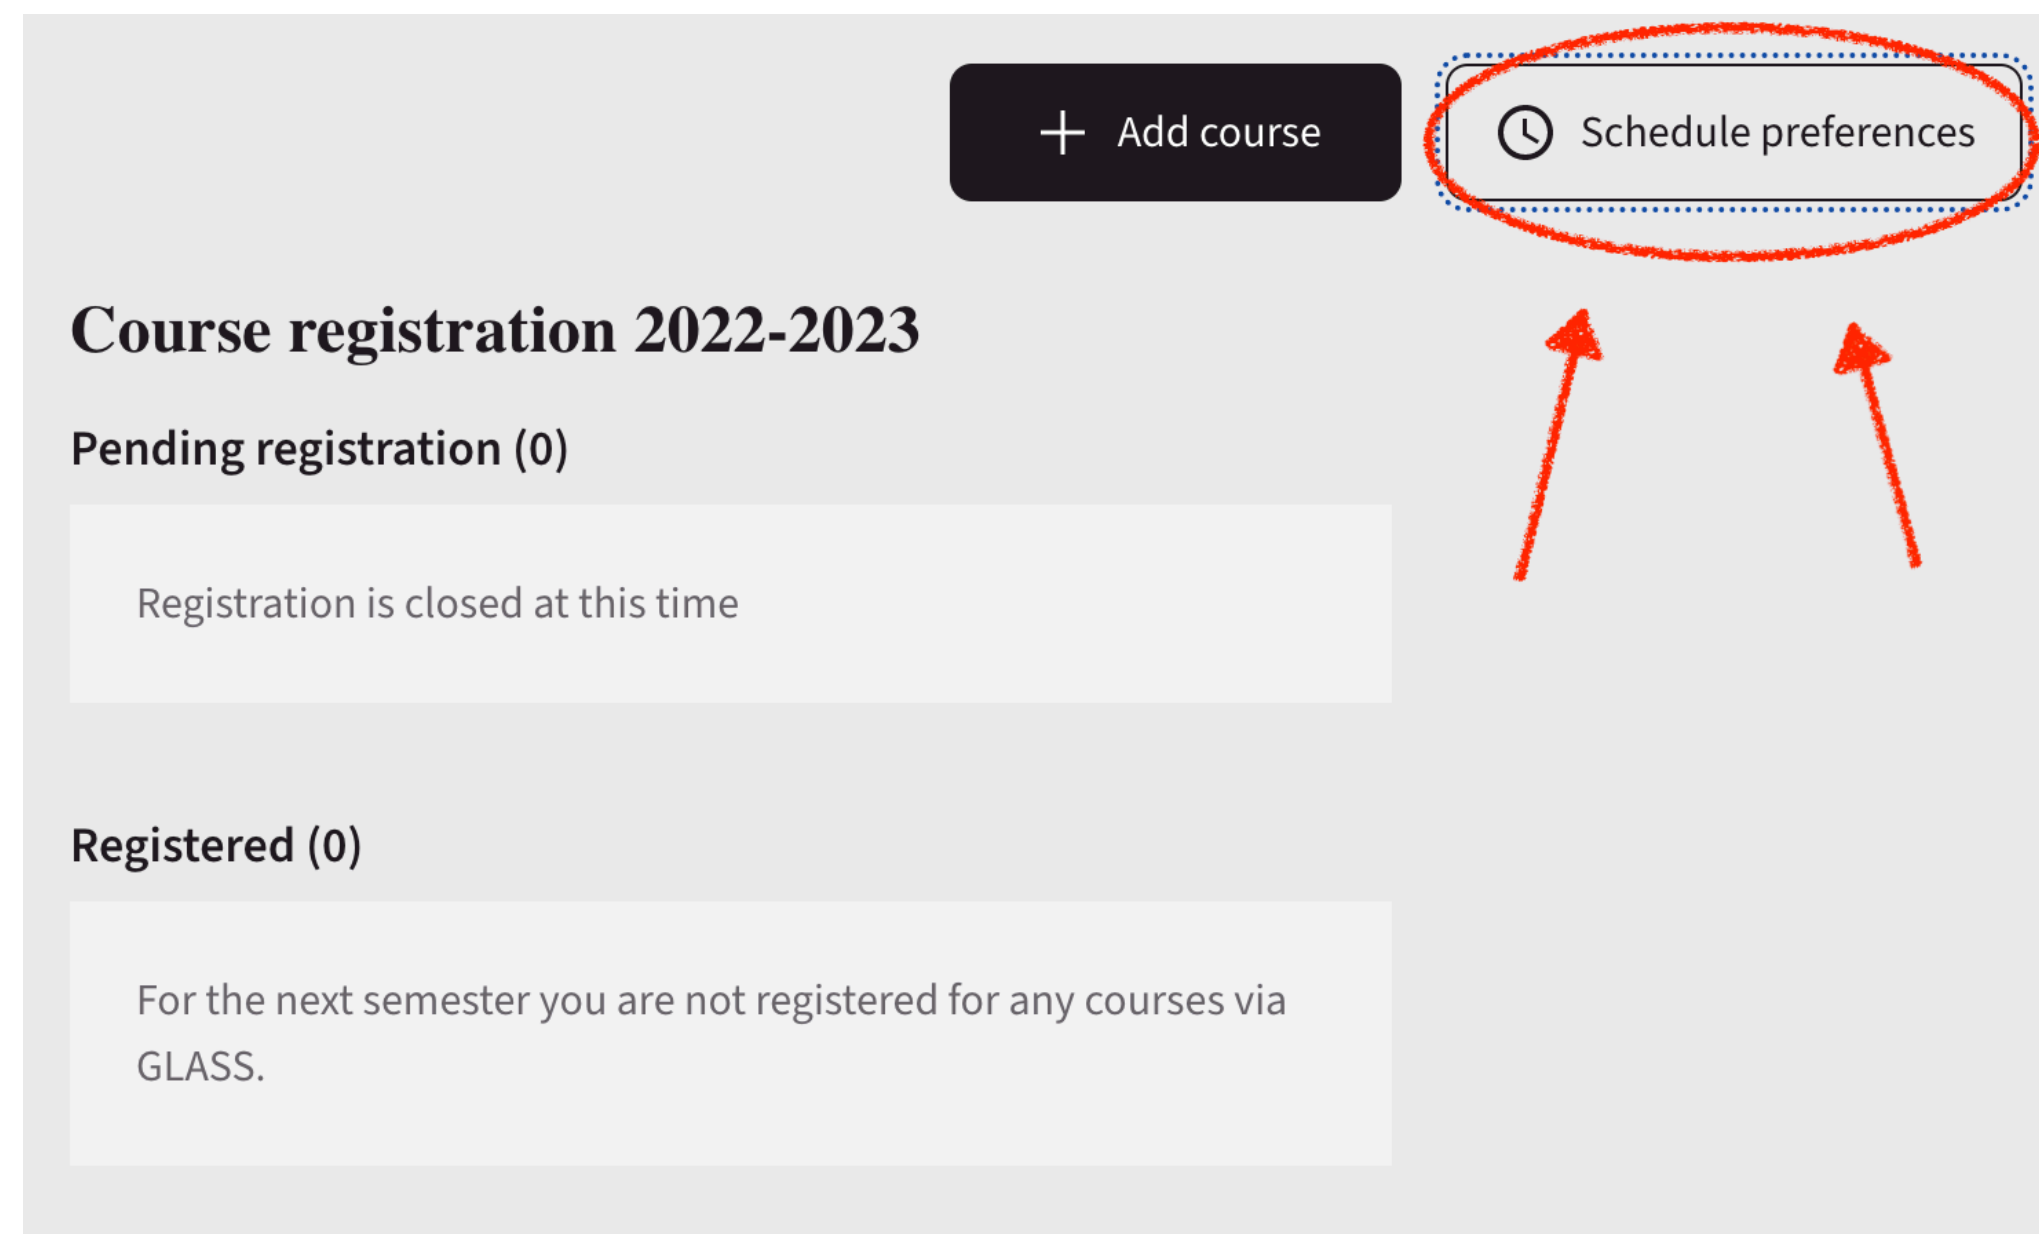 Add course
Schedule preferences
Course registration 2022-2023
Pending registration (0)
Registration is closed at this time
Registered (0)
For the next semester you are not registered for any courses via
GLASS.